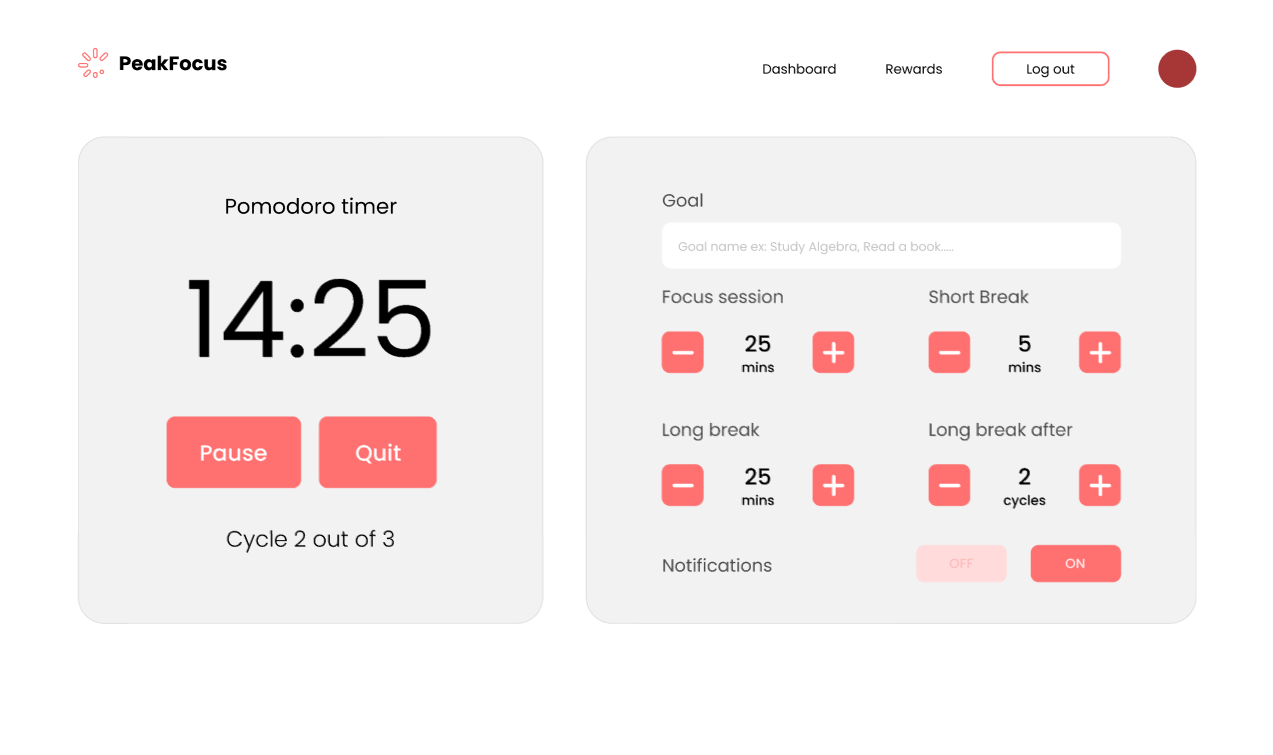 PeakFocus
Dashboard
Rewards
Log out
Pomodoro timer
14:25
Pause
Quit
Cycle 2 out of 3
Goal
Goal name ex: Study Algebra, Read a book.....
Focus session
25
mins
Short Break
5
mins
Long break
25
mins
Long break after
2
cycles
Notifications
OFF
ON